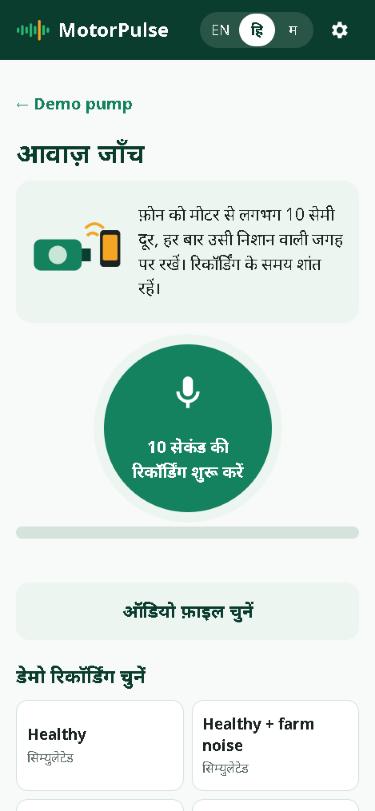 MotorPulse EN हि म
← Demo pump
आवाज़ जाँच
फ़ोन को मोटर से लगभग 10 सेमी
दूर, हर बार उसी निशान वाली जगह
पर रखें। रिकॉर्डिंग के समय शांत
रहें।
10 सेकंड की
रिकॉर्डिंग शुरू करें
ऑडियो फ़ाइल चुनें
डेमो रिकॉर्डिंग चुनें
Healthy
सिम्युलेटेड
Healthy + farm
noise
सिम्युलेटेड